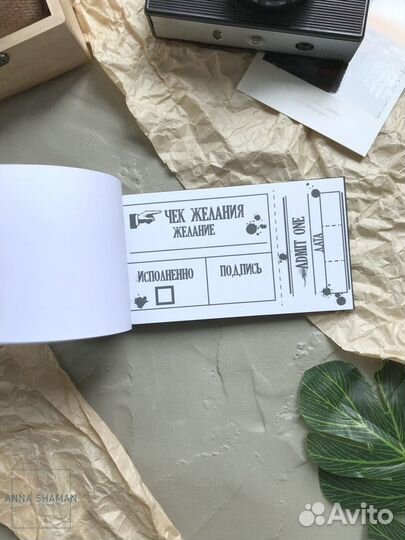 ЧЕК ЖЕЛАНИЯ
ЖЕЛАНИЕ
ИСПОЛНЕННО
ПОДПИСЬ
ADMIT ONE
ДАТА
ANNA SHAMAN
Avito